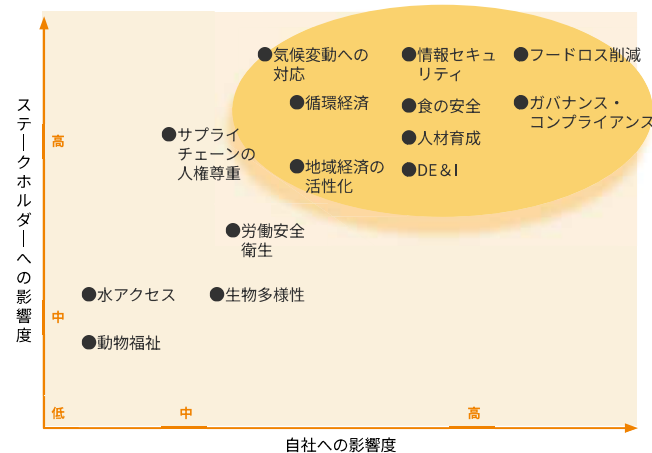 ステークホルダーへの影響度
気候変動への
対応
情報セキュ
リティ
フードロス削減
循環経済
食の安全
ガバナンス・
コンプライアンス
サプライ
チェーンの
人権尊重
高
人材育成
地域経済の
活性化
DE＆I
労働安全
衛生
水アクセス
生物多様性
中
動物福祉
低
中
高
自社への影響度